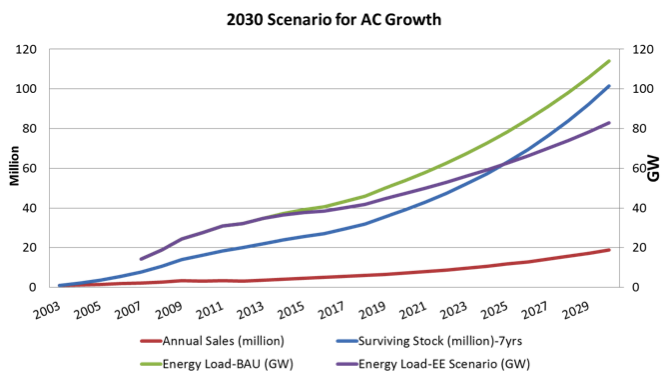 2030 Scenario for AC Growth
120 120
100 100
80 80
60 60
40 40
20 20
0 0
Million
GW
2003 2005 2007 2009 2011 2013 2015 2017 2019 2021 2023 2025 2027 2029
Annual Sales (million) Surviving Stock (million)-7yrs
Energy Load-BAU (GW) Energy Load-EE Scenario (GW)